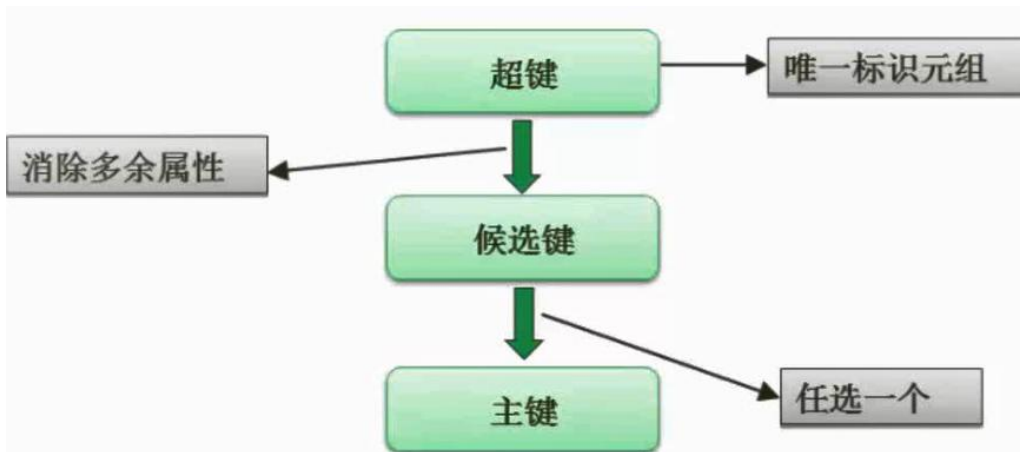 超键
唯一标识元组
消除多余属性
候选键
任选一个
主键